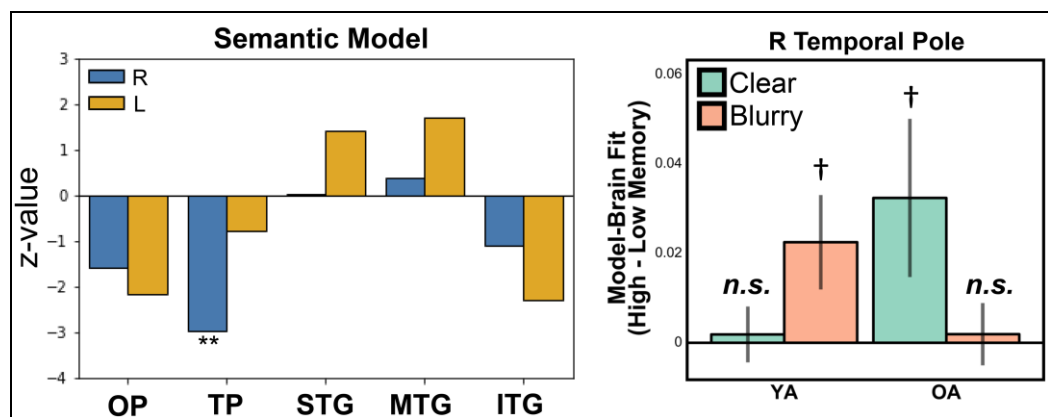 Semantic Model
R
L
z-value
3
2
1
0
−1
−2
−3
−4
**
OP TP STG MTG ITG
R Temporal Pole
Clear
Blurry
Model-Brain Fit
(High - Low Memory)
0.06
0.04
0.02
0
n.s.
†
†
n.s.
YA OA